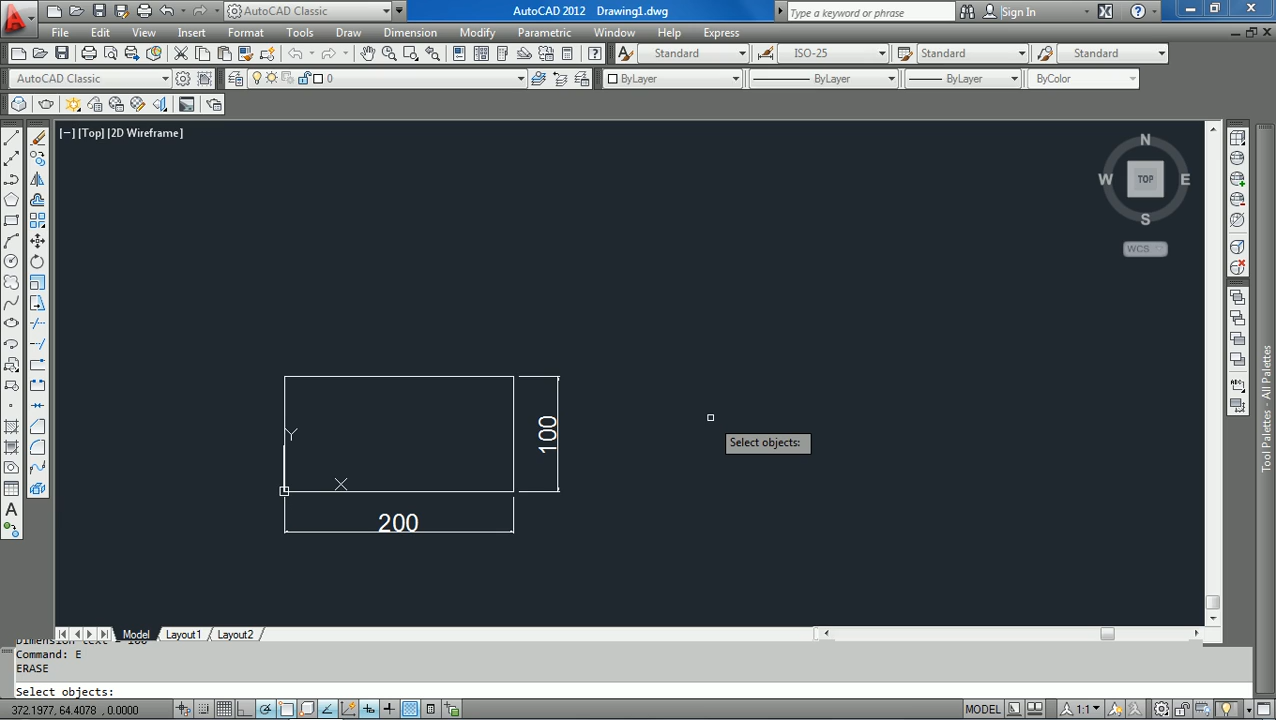 AutoCAD Classic
AutoCAD 2012 Drawing1.dwg
Type a keyword or phrase
Sign In
File Edit View Insert Format Tools Draw Dimension Modify Parametric Window Help Express
Standard ISO-25 Standard Standard
AutoCAD Classic 0 ByLayer ByLayer ByLayer ByColor
[−] [Top] [2D Wireframe]
N
W TOP E
S
WCS
100
Y
Select objects:
X
200
Tool Palettes - All Palettes
A
Model Layout1 Layout2
Dimension text = 100
Command: E
ERASE
Select objects:
372.1977, 64.4078 , 0.0000 MODEL 1:1